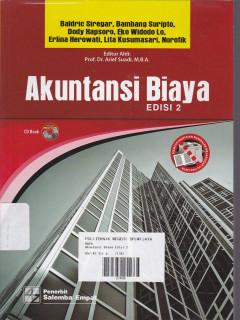 Baldric Siregar, Bambang Suripto,
Dody Hapsoro, Eko Widodo Lo,
Erlina Herowati, Lita Kusumasari, Nurofik
Editor Ahli:
Prof. Dr. Arief Suadi, M.B.A.
Akuntansi Biaya
EDISI 2
CD Book
POLITEKNIK NEGERI SRIWIJAYA
Akuntansi Biaya Edisi 2
Penerbit
Salemba Empat